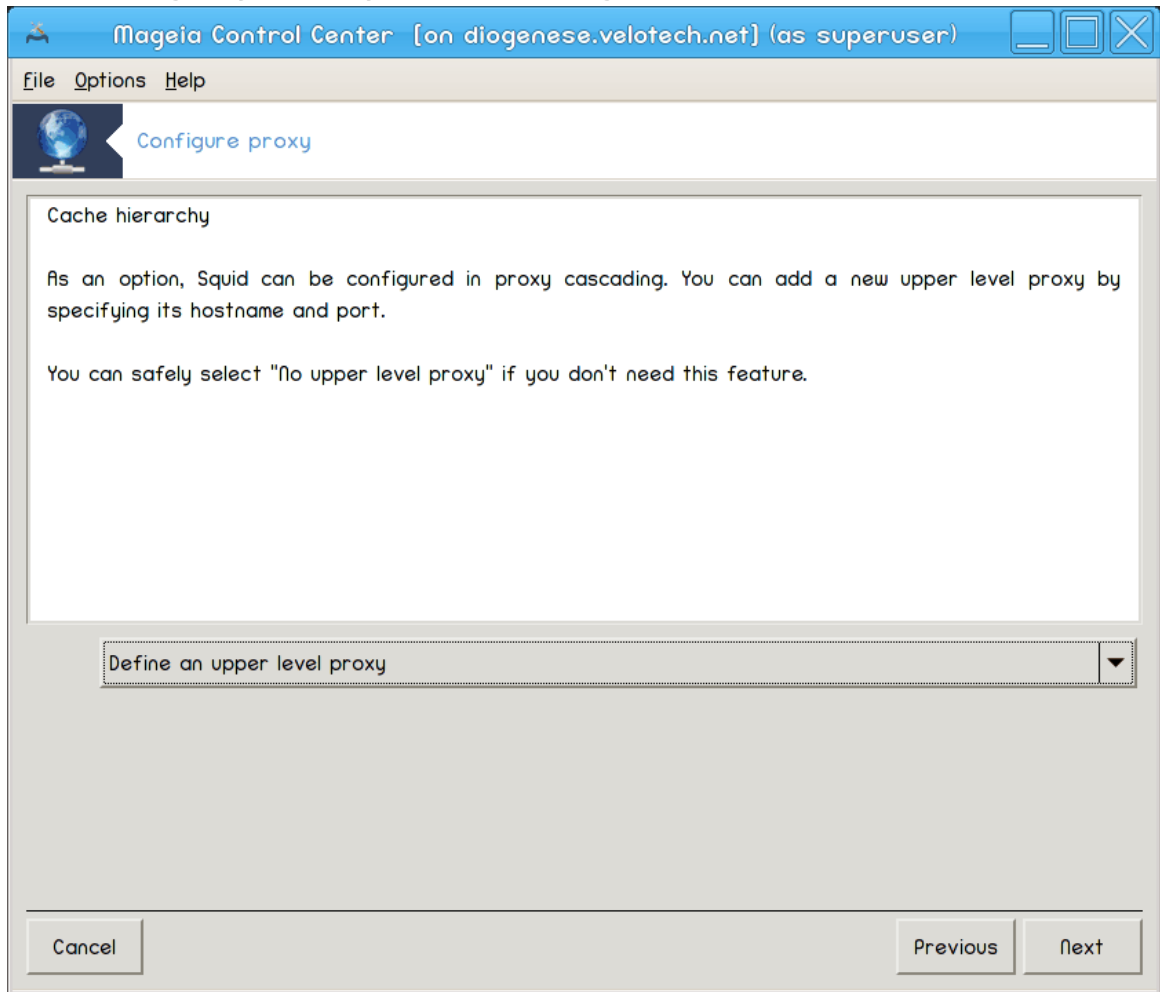 Mageia Control Center [on diogenese.velotech.net] (as superuser)
File Options Help
Configure proxy
Cache hierarchy
As an option, Squid can be configured in proxy cascading. You can add a new upper level proxy by
specifying its hostname and port.
You can safely select "No upper level proxy" if you don't need this feature.
Define an upper level proxy
Cancel Previous Next